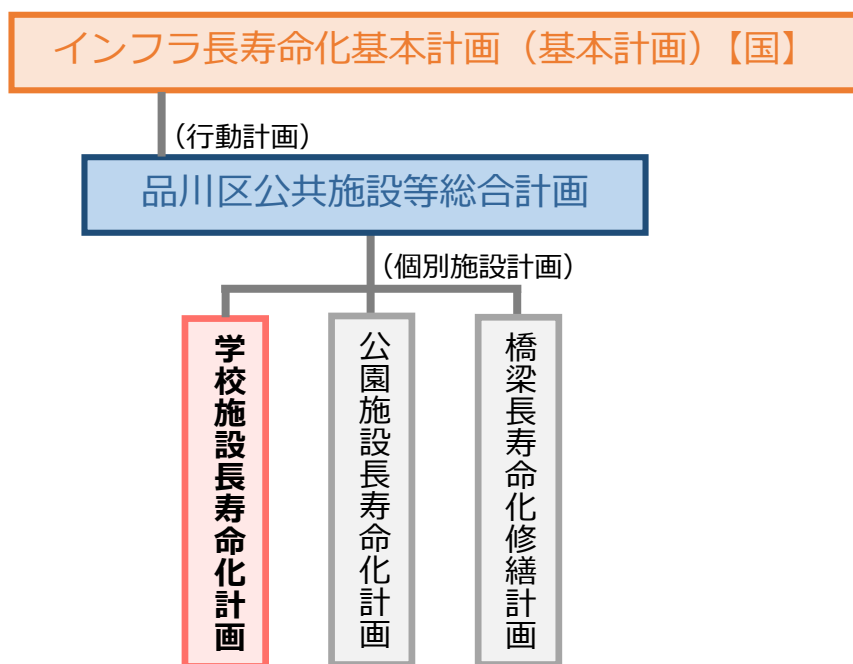 インフラ長寿命化基本計画（基本計画）【国】
（行動計画）
品川区公共施設等総合計画
（個別施設計画）
学校施設長寿命化計画
公園施設長寿命化計画
橋梁長寿命化修繕計画